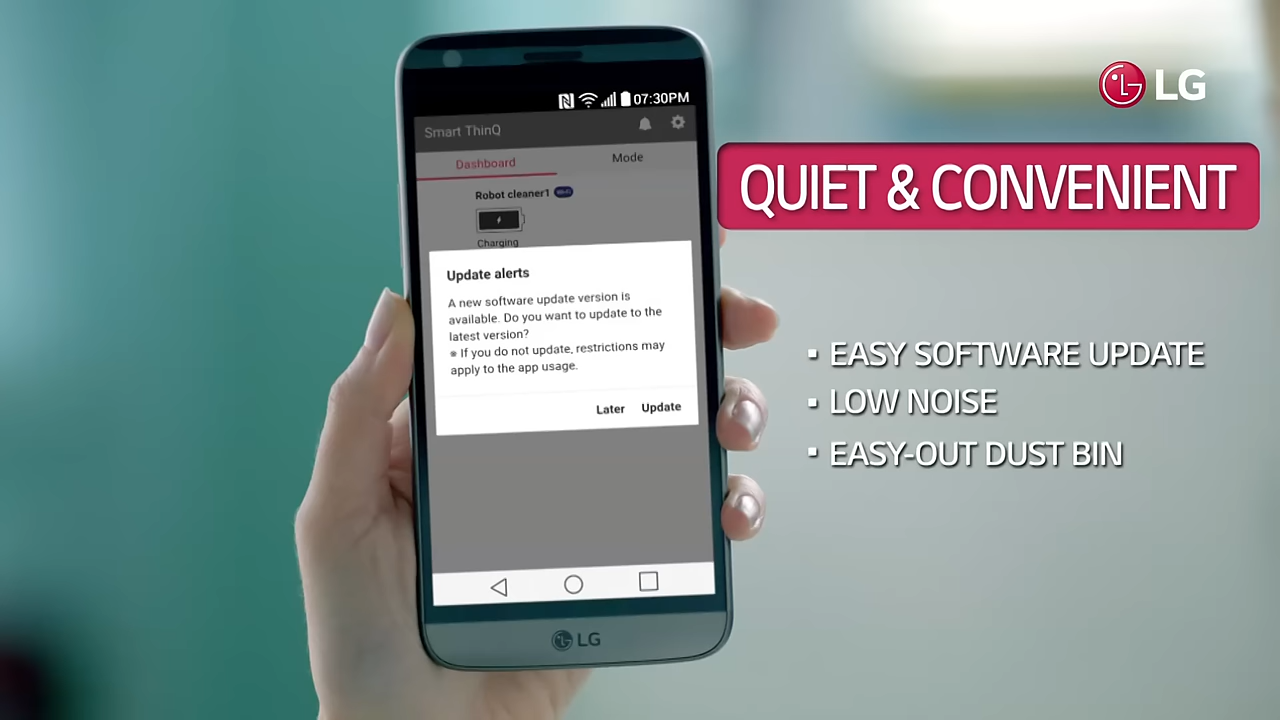 LG
QUIET & CONVENIENT
▪ EASY SOFTWARE UPDATE
▪ LOW NOISE
▪ EASY-OUT DUST BIN
07:30PM
Smart ThinQ
Dashboard
Mode
Robot cleaner1
Charging
Update alerts
A new software update version is
available. Do you want to update to the
latest version?
※ If you do not update, restrictions may
apply to the app usage.
Later Update
LG